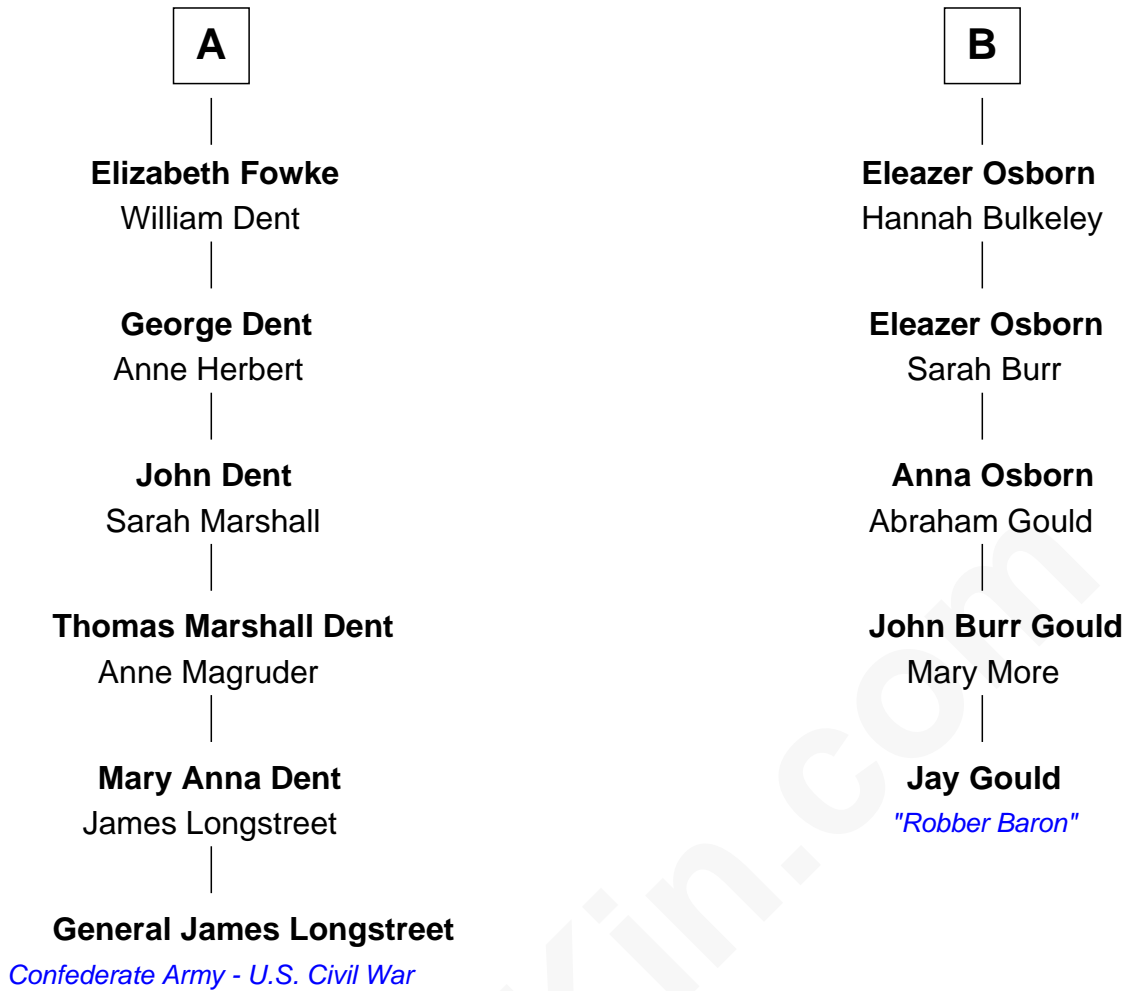 A
Elizabeth Fowke
William Dent
George Dent
Anne Herbert
John Dent
Sarah Marshall
Thomas Marshall Dent
Anne Magruder
Mary Anna Dent
James Longstreet
General James Longstreet
Confederate Army - U.S. Civil War
B
Eleazer Osborn
Hannah Bulkeley
Eleazer Osborn
Sarah Burr
Anna Osborn
Abraham Gould
John Burr Gould
Mary More
Jay Gould
"Robber Baron"
Kin.com